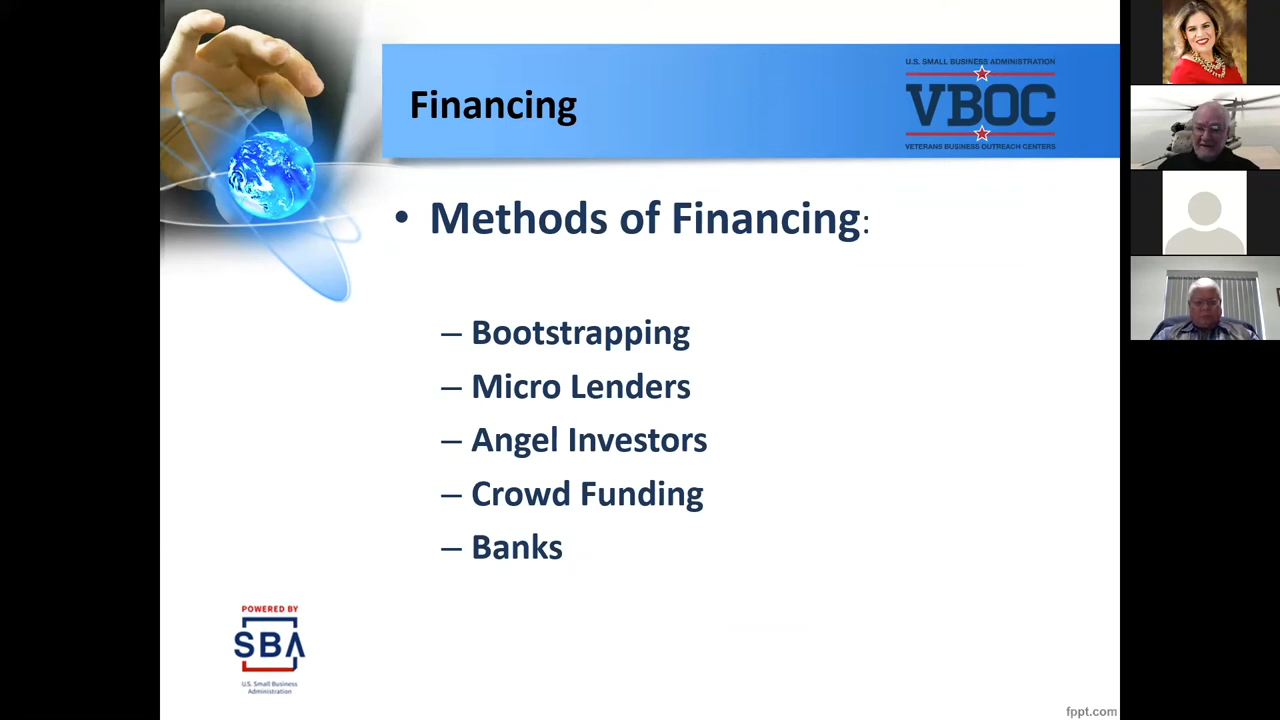 Financing
U.S. SMALL BUSINESS ADMINISTRATION
VBOC
VETERANS BUSINESS OUTREACH CENTERS
• Methods of Financing:
– Bootstrapping
– Micro Lenders
– Angel Investors
– Crowd Funding
– Banks
POWERED BY
SBA
U.S. Small Business
Administration
fppt.com